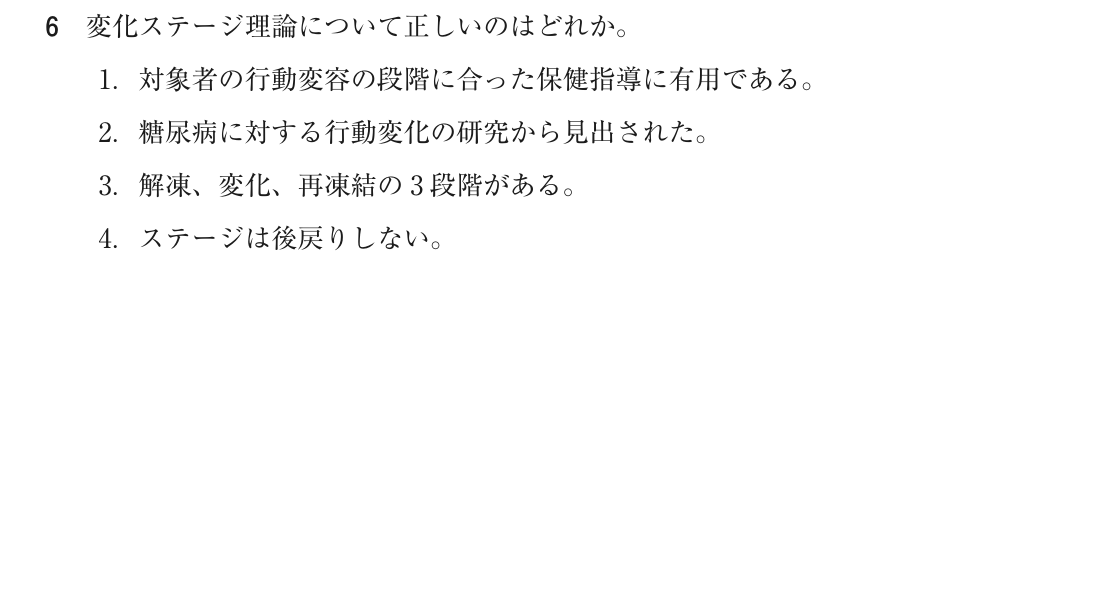 6 変化ステージ理論について正しいのはどれか。
1. 対象者の行動変容の段階に合った保健指導に有用である。
2. 糖尿病に対する行動変化の研究から見出された。
3. 解凍、変化、再凍結の3段階がある。
4. ステージは後戻りしない。